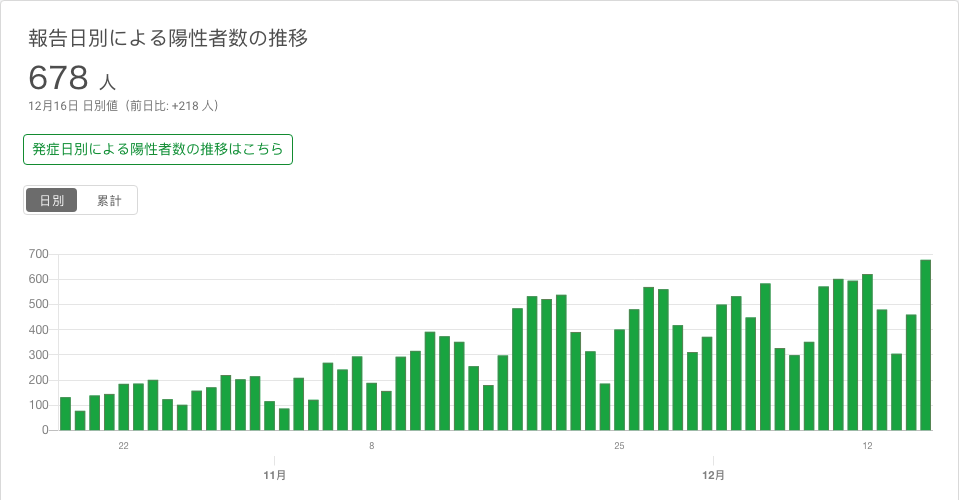 報告日別による陽性者数の推移
678 人
12月16日 日別値（前日比: +218 人）
発症日別による陽性者数の推移はこちら
日別 累計
700
600
500
400
300
200
100
0
22 8 25 12
11月 12月